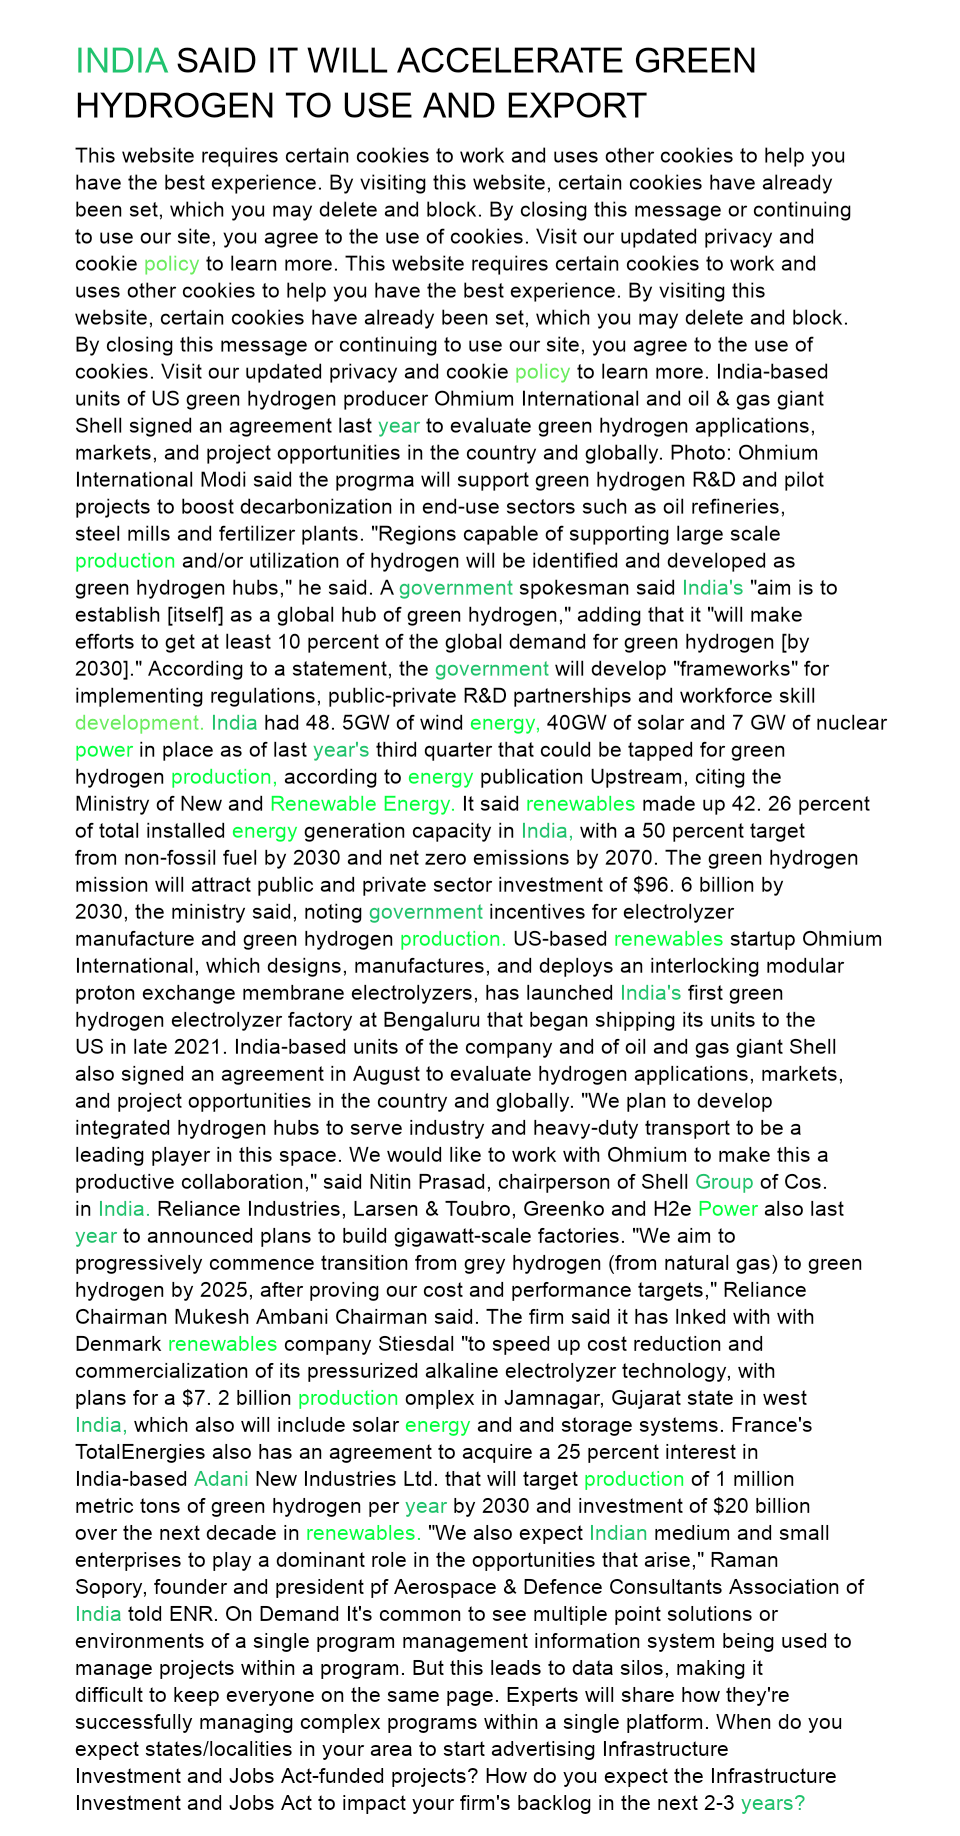 INDIA SAID IT WILL ACCELERATE GREEN
HYDROGEN TO USE AND EXPORT
This website requires certain cookies to work and uses other cookies to help you
have the best experience. By visiting this website, certain cookies have already
been set, which you may delete and block. By closing this message or continuing
to use our site, you agree to the use of cookies. Visit our updated privacy and
cookie policy to learn more. This website requires certain cookies to work and
uses other cookies to help you have the best experience. By visiting this
website, certain cookies have already been set, which you may delete and block.
By closing this message or continuing to use our site, you agree to the use of
cookies. Visit our updated privacy and cookie policy to learn more. India-based
units of US green hydrogen producer Ohmium International and oil & gas giant
Shell signed an agreement last year to evaluate green hydrogen applications,
markets, and project opportunities in the country and globally. Photo: Ohmium
International Modi said the progrma will support green hydrogen R&D and pilot
projects to boost decarbonization in end-use sectors such as oil refineries,
steel mills and fertilizer plants. "Regions capable of supporting large scale
production and/or utilization of hydrogen will be identified and developed as
green hydrogen hubs," he said. A government spokesman said India's "aim is to
establish [itself] as a global hub of green hydrogen," adding that it "will make
efforts to get at least 10 percent of the global demand for green hydrogen [by
2030]." According to a statement, the government will develop "frameworks" for
implementing regulations, public-private R&D partnerships and workforce skill
development. India had 48. 5GW of wind energy, 40GW of solar and 7 GW of nuclear
power in place as of last year's third quarter that could be tapped for green
hydrogen production, according to energy publication Upstream, citing the
Ministry of New and Renewable Energy. It said renewables made up 42. 26 percent
of total installed energy generation capacity in India, with a 50 percent target
from non-fossil fuel by 2030 and net zero emissions by 2070. The green hydrogen
mission will attract public and private sector investment of $96. 6 billion by
2030, the ministry said, noting government incentives for electrolyzer
manufacture and green hydrogen production. US-based renewables startup Ohmium
International, which designs, manufactures, and deploys an interlocking modular
proton exchange membrane electrolyzers, has launched India's first green
hydrogen electrolyzer factory at Bengaluru that began shipping its units to the
US in late 2021. India-based units of the company and of oil and gas giant Shell
also signed an agreement in August to evaluate hydrogen applications, markets,
and project opportunities in the country and globally. "We plan to develop
integrated hydrogen hubs to serve industry and heavy-duty transport to be a
leading player in this space. We would like to work with Ohmium to make this a
productive collaboration," said Nitin Prasad, chairperson of Shell Group of Cos.
in India. Reliance Industries, Larsen & Toubro, Greenko and H2e Power also last
year to announced plans to build gigawatt-scale factories. "We aim to
progressively commence transition from grey hydrogen (from natural gas) to green
hydrogen by 2025, after proving our cost and performance targets," Reliance
Chairman Mukesh Ambani Chairman said. The firm said it has lnked with with
Denmark renewables company Stiesdal "to speed up cost reduction and
commercialization of its pressurized alkaline electrolyzer technology, with
plans for a $7. 2 billion production omplex in Jamnagar, Gujarat state in west
India, which also will include solar energy and and storage systems. France's
TotalEnergies also has an agreement to acquire a 25 percent interest in
India-based Adani New Industries Ltd. that will target production of 1 million
metric tons of green hydrogen per year by 2030 and investment of $20 billion
over the next decade in renewables. "We also expect Indian medium and small
enterprises to play a dominant role in the opportunities that arise," Raman
Sopory, founder and president pf Aerospace & Defence Consultants Association of
India told ENR. On Demand It's common to see multiple point solutions or
environments of a single program management information system being used to
manage projects within a program. But this leads to data silos, making it
difficult to keep everyone on the same page. Experts will share how they're
successfully managing complex programs within a single platform. When do you
expect states/localities in your area to start advertising Infrastructure
Investment and Jobs Act-funded projects? How do you expect the Infrastructure
Investment and Jobs Act to impact your firm's backlog in the next 2-3 years?